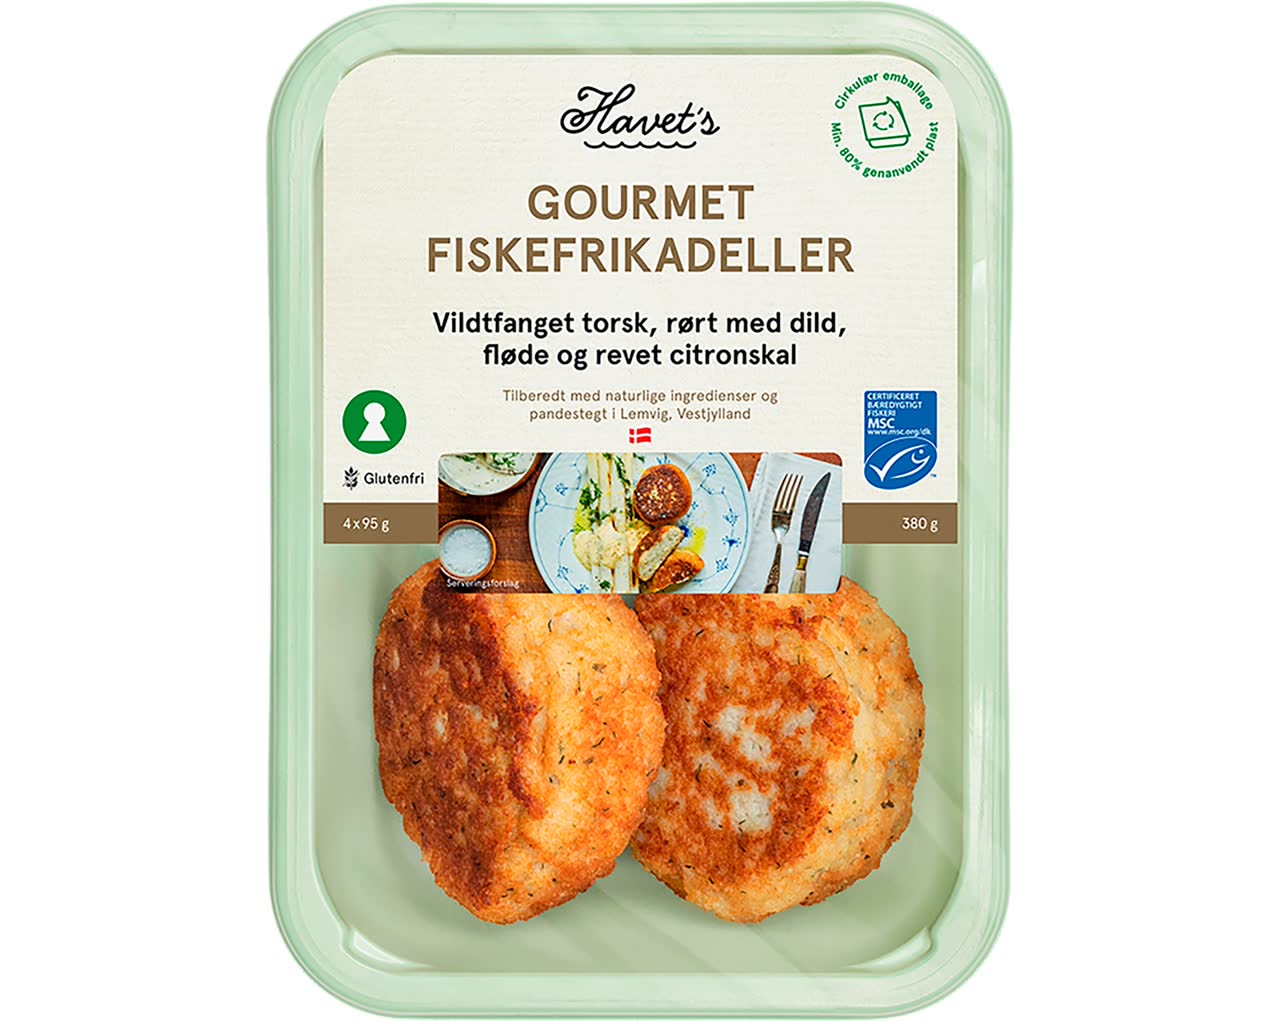 Havet's
Cirkulær emballage
Min. 80% genanvendt plast
GOURMET
FISKEFRIKADELLER
Vildtfanget torsk, rørt med dild,
fløde og revet citronskal
Tilberedt med naturlige ingredienser og
pandestegt i Lemvig, Vestjylland
CERTIFICERET
BÆREDYGTIGT
FISKERI
MSC
www.msc.org/dk
TM
Glutenfri
4x95 g
380 g
Serveringsforslag